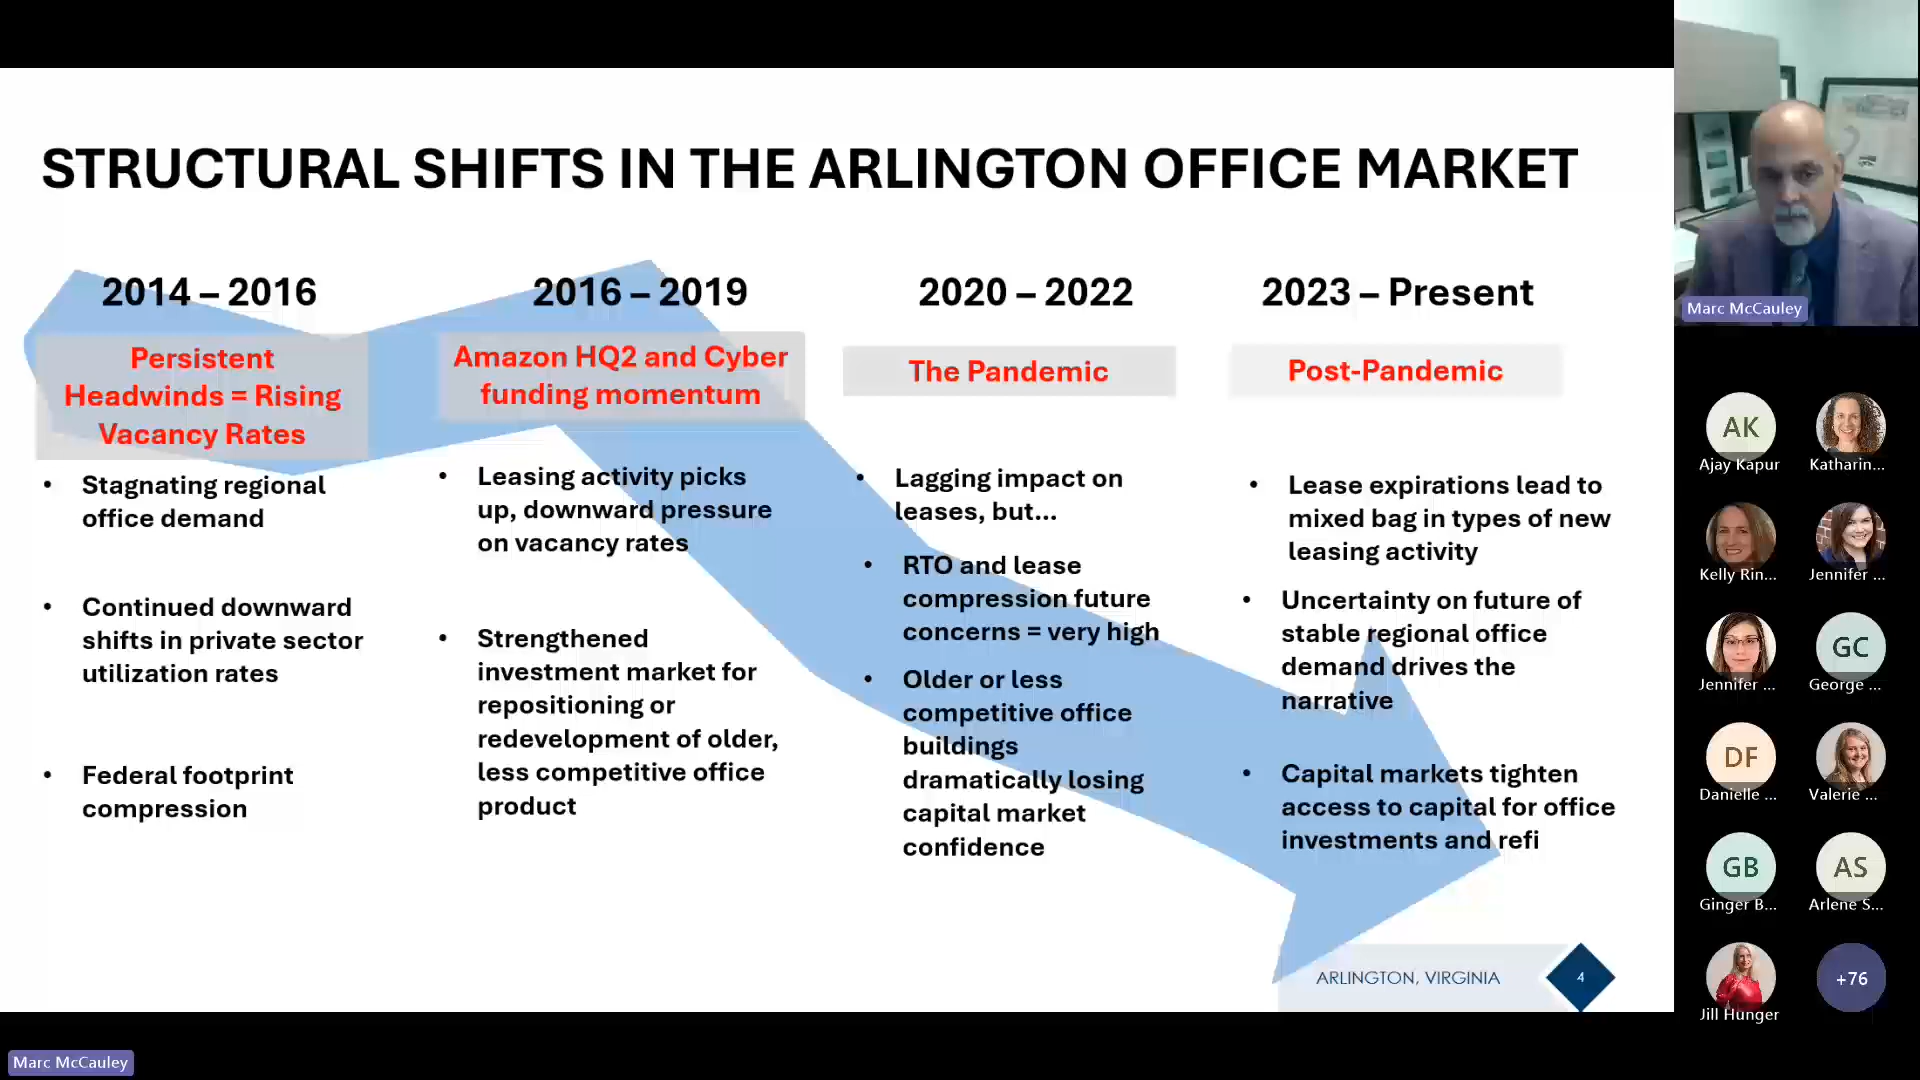 STRUCTURAL SHIFTS IN THE ARLINGTON OFFICE MARKET
2014 – 2016
Persistent
Headwinds = Rising
Vacancy Rates
• Stagnating regional
office demand
• Continued downward
shifts in private sector
utilization rates
• Federal footprint
compression
2016 – 2019
Amazon HQ2 and Cyber
funding momentum
• Leasing activity picks
up, downward pressure
on vacancy rates
• Strengthened
investment market for
repositioning or
redevelopment of older,
less competitive office
product
2020 – 2022
The Pandemic
• Lagging impact on
leases, but...
• RTO and lease
compression future
concerns = very high
• Older or less
competitive office
buildings
dramatically losing
capital market
confidence
2023 – Present
Post-Pandemic
• Lease expirations lead to
mixed bag in types of new
leasing activity
• Uncertainty on future of
stable regional office
demand drives the
narrative
• Capital markets tighten
access to capital for office
investments and refi
ARLINGTON, VIRGINIA
4
Marc McCauley
AK
Ajay Kapur
Katharin...
Kelly Rin...
Jennifer ...
Jennifer ...
GC
George ...
DF
Danielle ...
Valerie ...
GB
Ginger B...
AS
Arlene S...
Jill Hunger
+76
Marc McCauley